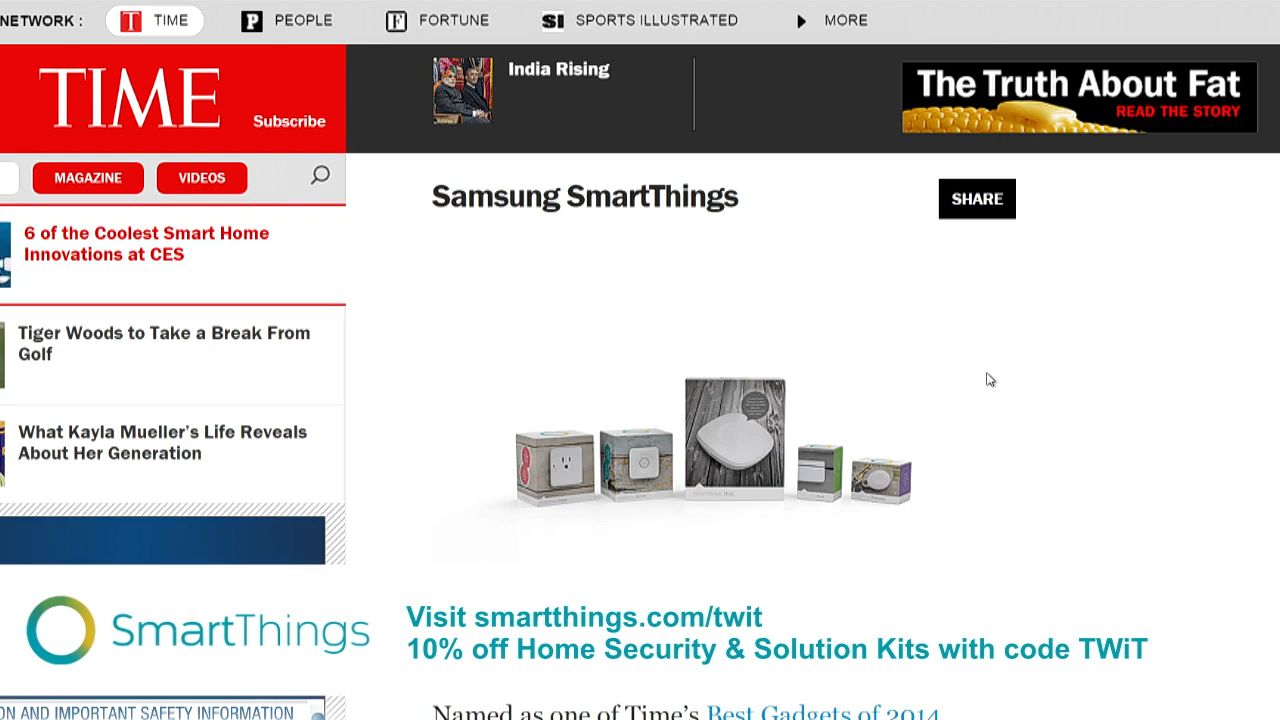 NETWORK :
TIME
PEOPLE
FORTUNE
SI SPORTS ILLUSTRATED
MORE
TIME
Subscribe
India Rising
The Truth About Fat
READ THE STORY
MAGAZINE
VIDEOS
Samsung SmartThings
SHARE
6 of the Coolest Smart Home
Innovations at CES
Tiger Woods to Take a Break From
Golf
What Kayla Mueller's Life Reveals
About Her Generation
SmartThings
Visit smartthings.com/twit
10% off Home Security & Solution Kits with code TWiT
ON AND IMPORTANT SAFETY INFORMATION
Named as one of Time's Best Gadgets of 2014